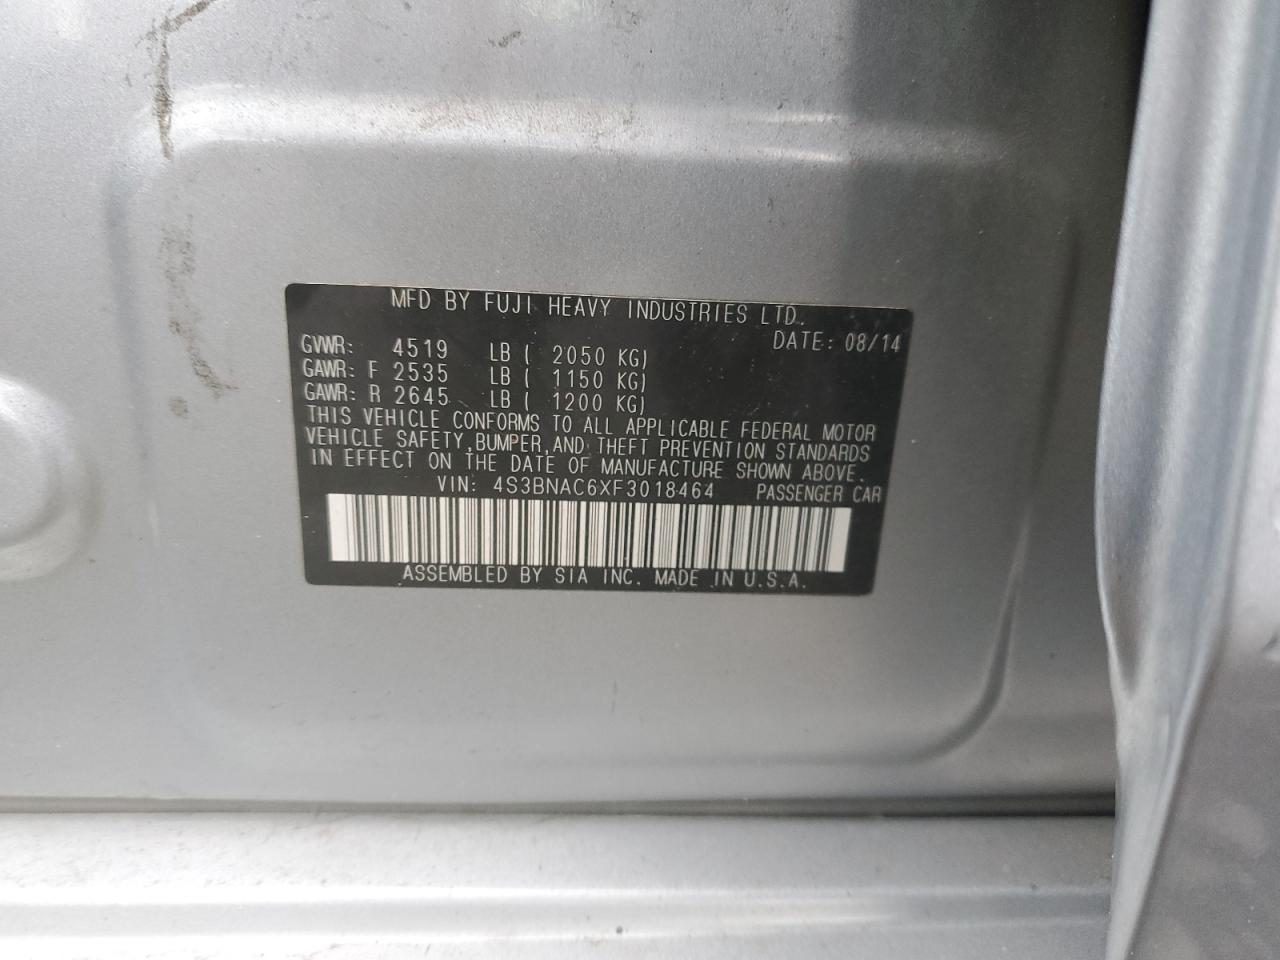 MFD BY FUJI HEAVY INDUSTRIES LTD.
DATE: 08/14
GVWR: 4519 LB ( 2050 KG)
GAWR: F 2535 LB ( 1150 KG)
GAWR: R 2645 LB ( 1200 KG)
THIS VEHICLE CONFORMS TO ALL APPLICABLE FEDERAL MOTOR
VEHICLE SAFETY,BUMPER,AND THEFT PREVENTION STANDARDS
IN EFFECT ON THE DATE OF MANUFACTURE SHOWN ABOVE.
VIN: 4S3BNAC6XF3018464 PASSENGER CAR
ASSEMBLED BY SIA INC. MADE IN U.S.A.